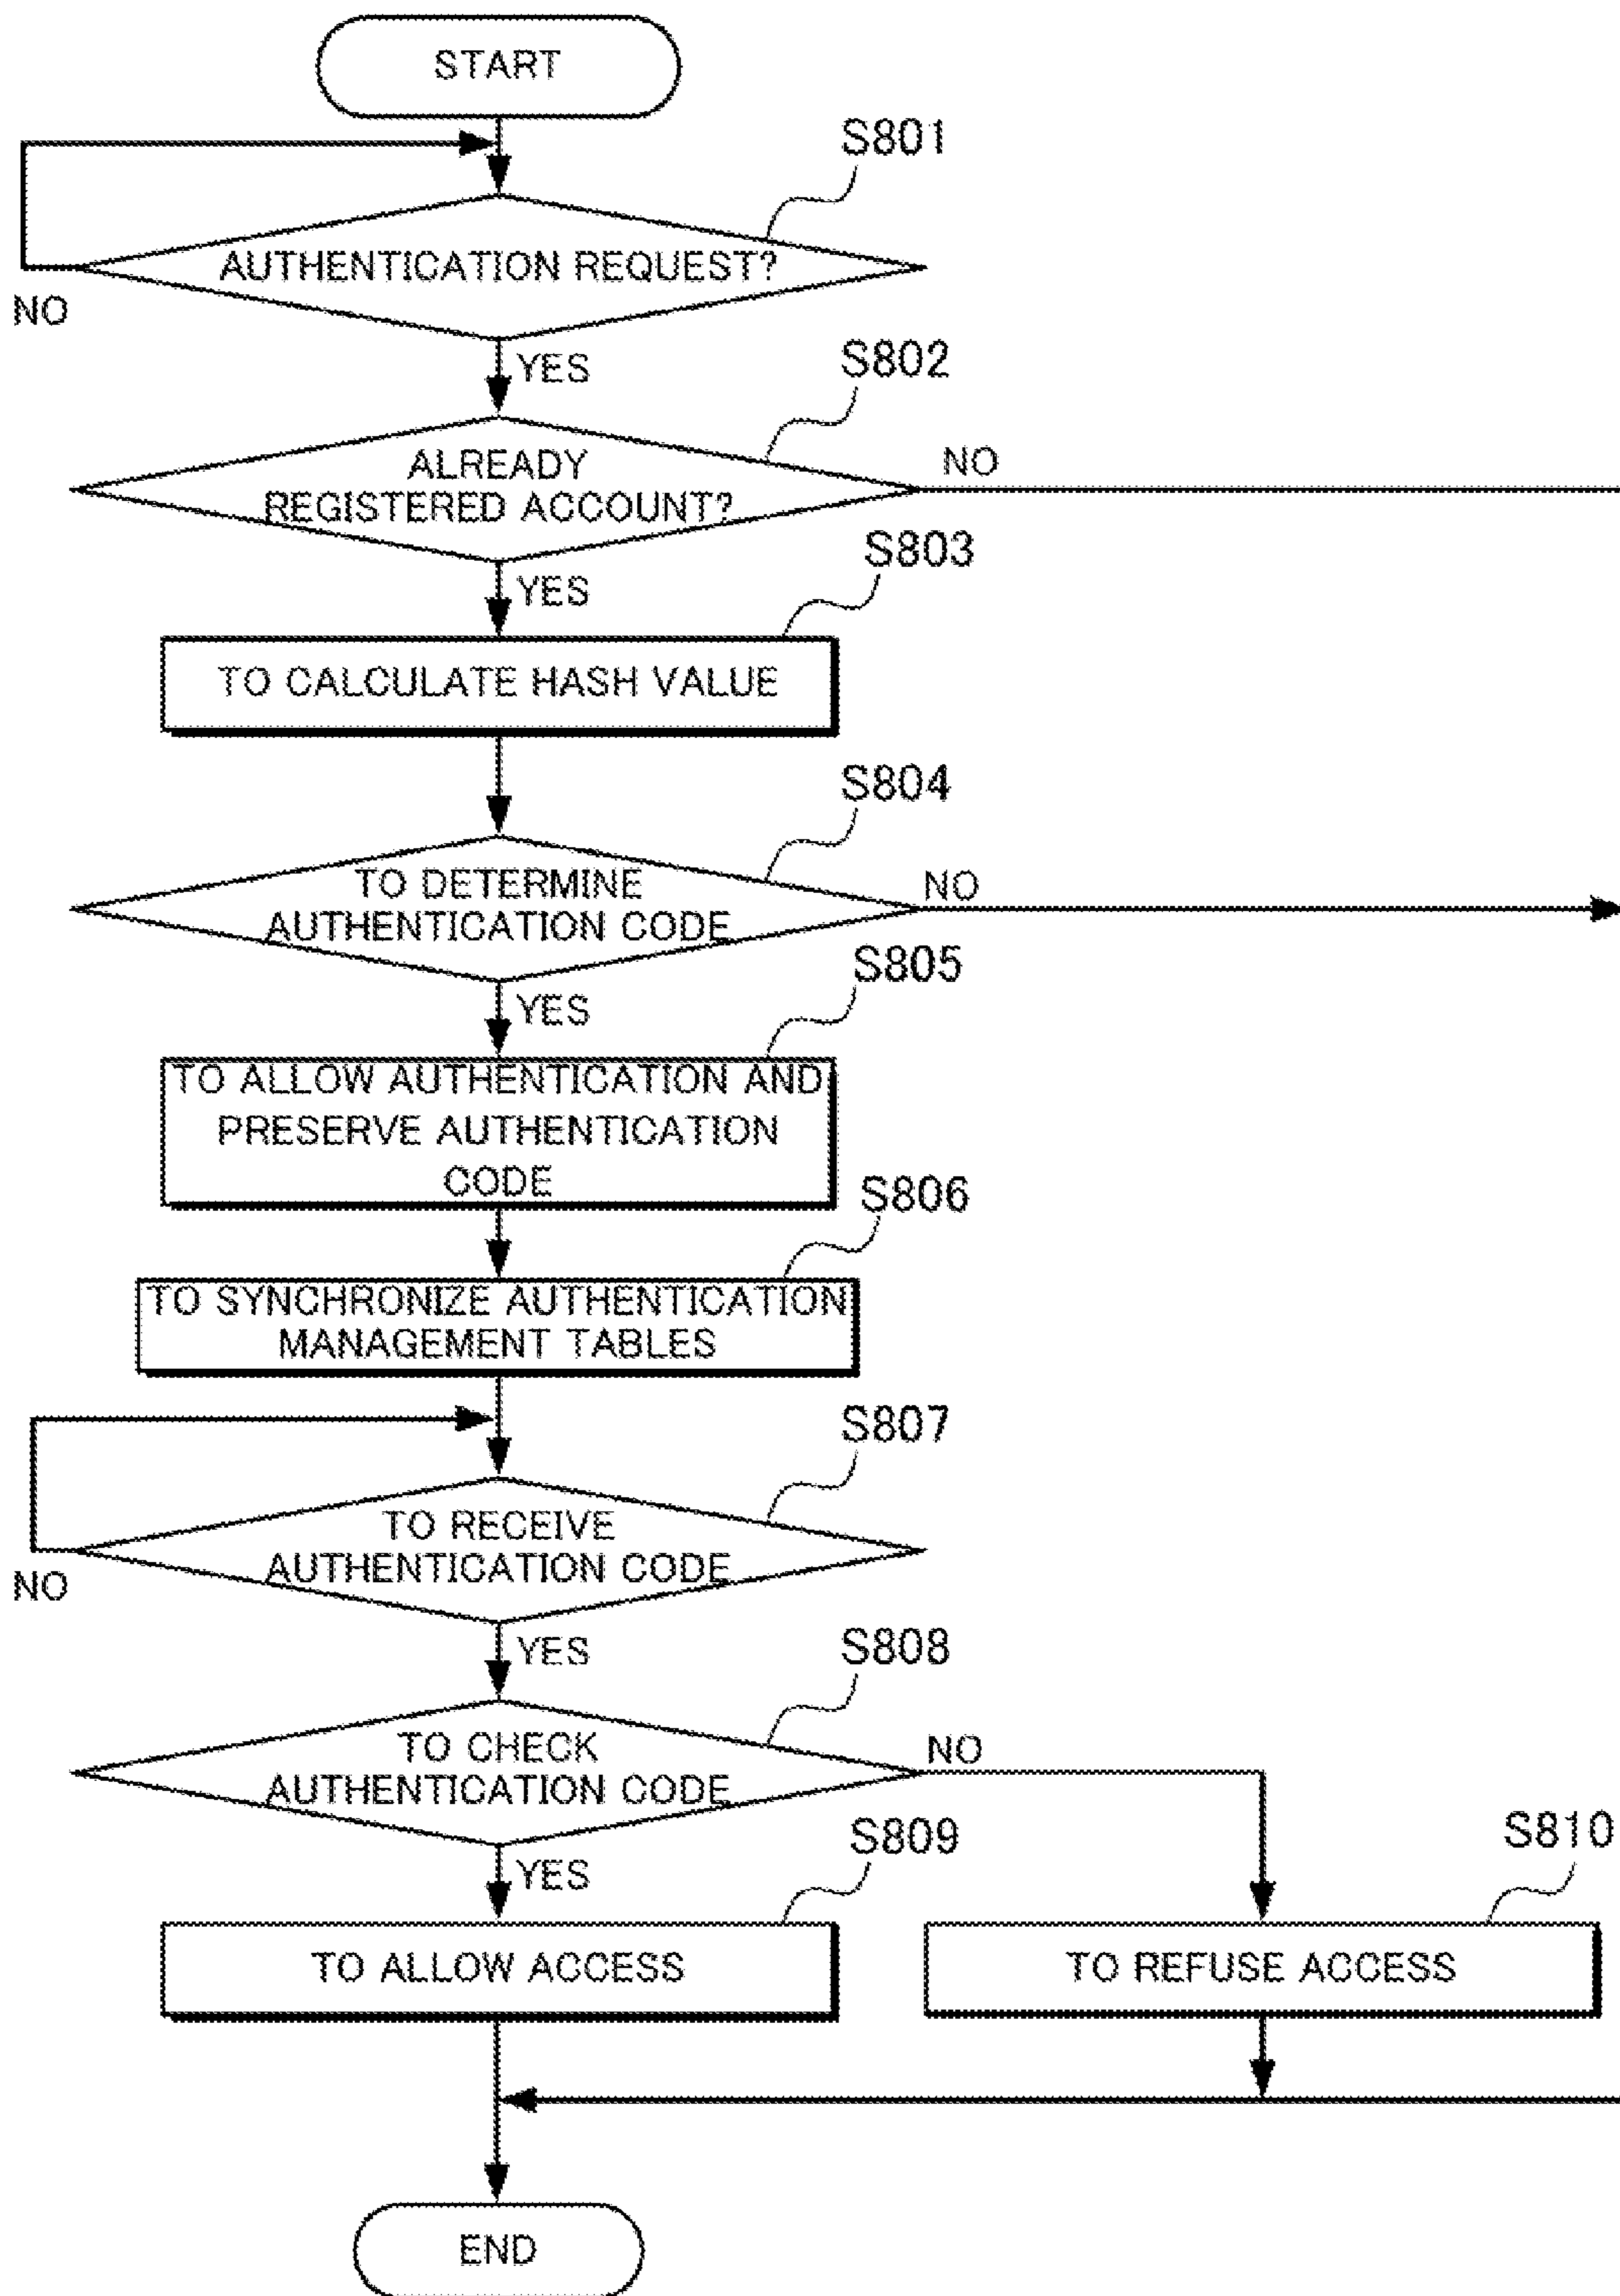 START
S801
AUTHENTICATION REQUEST?
NO
YES
S802
ALREADY
REGISTERED ACCOUNT?
NO
YES
S803
TO CALCULATE HASH VALUE
S804
TO DETERMINE
AUTHENTICATION CODE
NO
YES
S805
TO ALLOW AUTHENTICATION AND
PRESERVE AUTHENTICATION
CODE
S806
TO SYNCHRONIZE AUTHENTICATION
MANAGEMENT TABLES
S807
TO RECEIVE
AUTHENTICATION CODE
NO
YES
S808
TO CHECK
AUTHENTICATION CODE
NO
YES
S809
TO ALLOW ACCESS
S810
TO REFUSE ACCESS
END